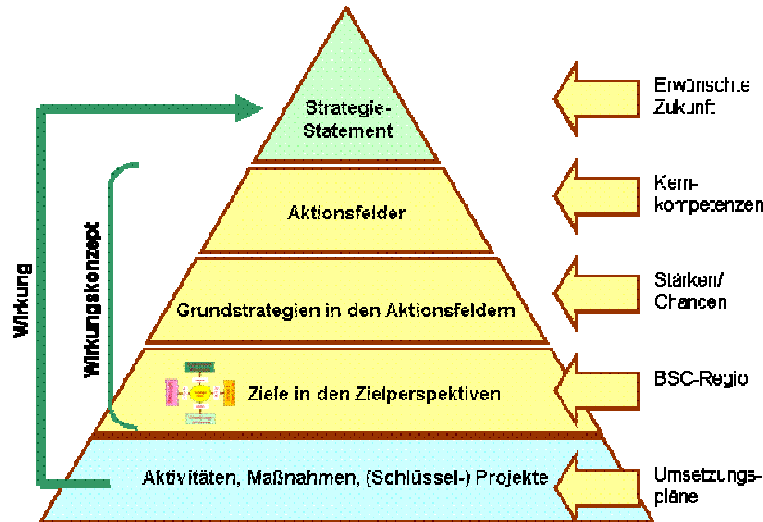 Strategie-
Statement
Erwünschte
Zukunft
Aktionsfelder
Kern-
kompetenzen
Grundstrategien in den Aktionsfeldern
Stärken/
Chancen
Ziele in den Zielperspektiven
BSC-Regio
Aktivitäten, Maßnahmen, (Schlüssel-) Projekte
Umsetzungs-
pläne
Wirkung
Wirkungskonzept